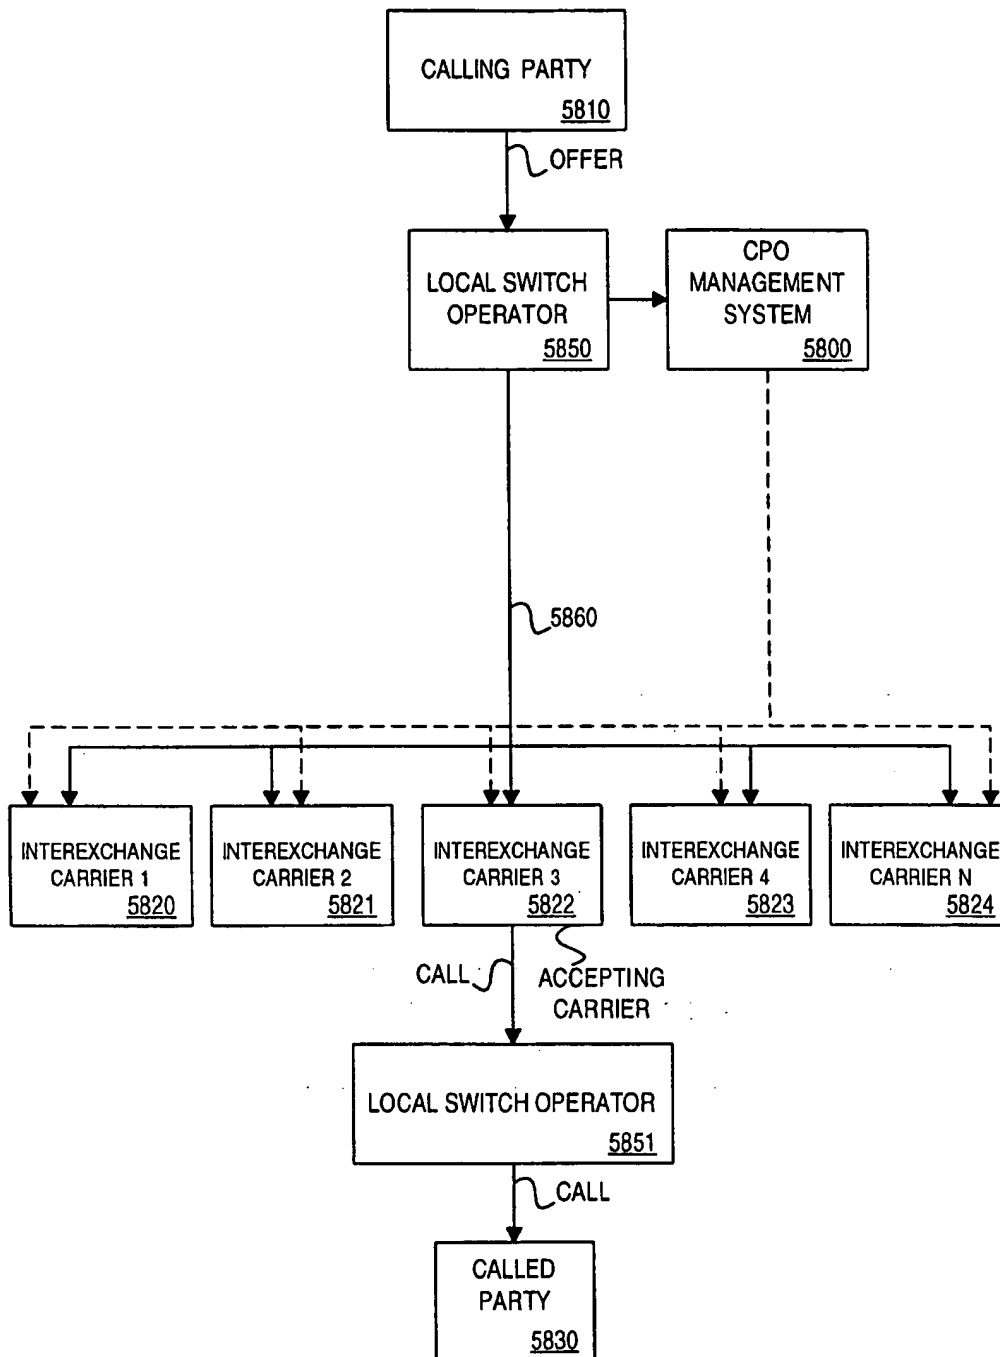 CALLING PARTY
5810
OFFER
LOCAL SWITCH
OPERATOR
5850
CPO
MANAGEMENT
SYSTEM
5800
5860
INTEREXCHANGE
CARRIER 1
5820
INTEREXCHANGE
CARRIER 2
5821
INTEREXCHANGE
CARRIER 3
5822
INTEREXCHANGE
CARRIER 4
5823
INTEREXCHANGE
CARRIER N
5824
CALL
ACCEPTING
CARRIER
LOCAL SWITCH OPERATOR
5851
CALL
CALLED
PARTY
5830